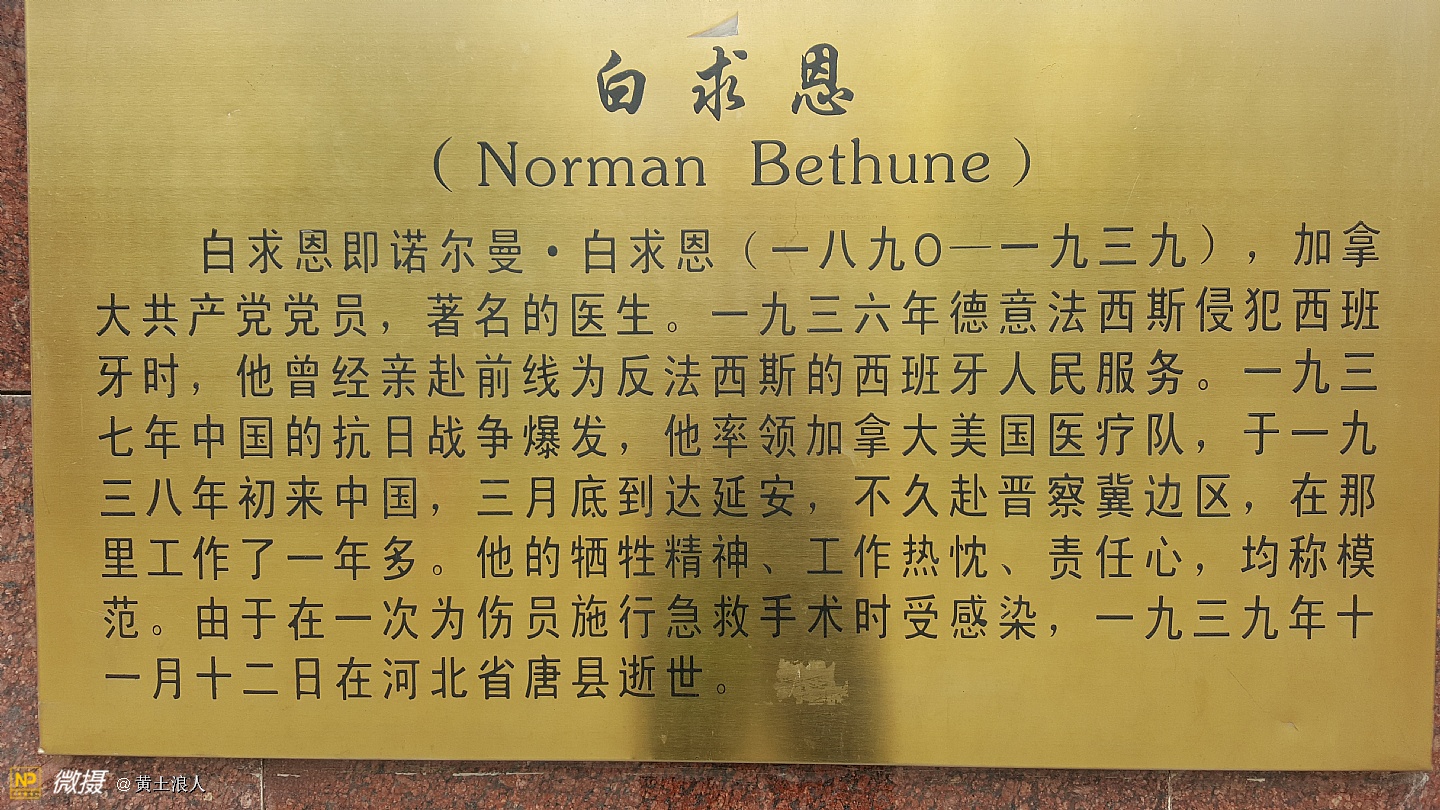 白求恩
（Norman Bethune）
白求恩即诺尔曼·白求恩（一八九O—一九三九），加拿
大共产党党员，著名的医生。一九三六年德意法西斯侵犯西班
牙时，他曾经亲赴前线为反法西斯的西班牙人民服务。一九三
七年中国的抗日战争爆发，他率领加拿大美国医疗队，于一九
三八年初来中国，三月底到达延安，不久赴晋察冀边区，在那
里工作了一年多。他的牺牲精神、工作热忱、责任心，均称模
范。由于在一次为伤员施行急救手术时受感染，一九三九年十
一月十二日在河北省唐县逝世。
NP 微摄 @黄土浪人